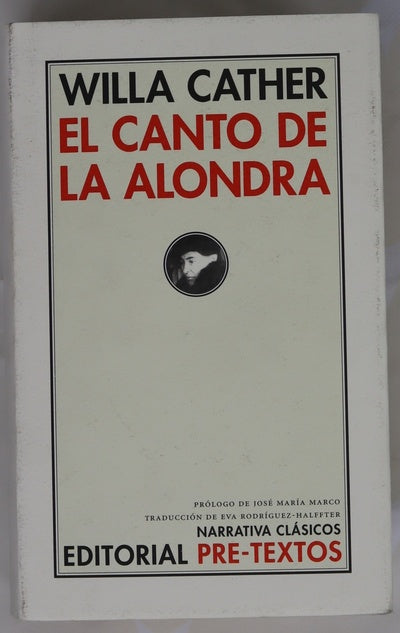 WILLA CATHER
EL CANTO DE
LA ALONDRA
PRÓLOGO DE JOSÉ MARÍA MARCO
TRADUCCIÓN DE EVA RODRÍGUEZ-HALFFTER
NARRATIVA CLÁSICOS
EDITORIAL PRE-TEXTOS